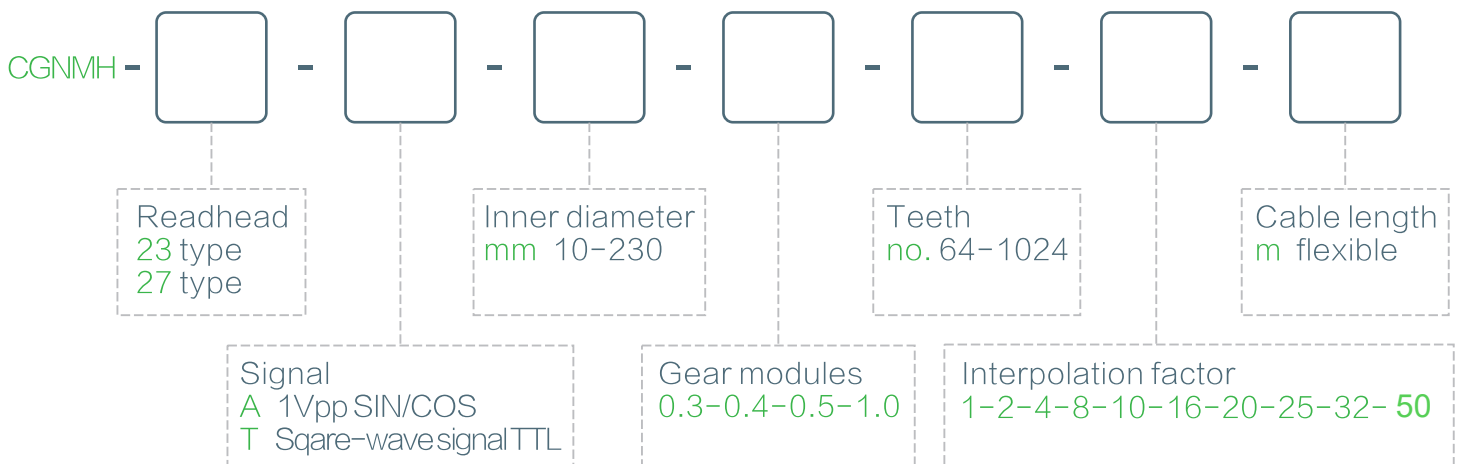 CGNMH - - - - - - -
Readhead
23 type
27 type
Inner diameter
mm 10-230
Teeth
no. 64-1024
Cable length
m flexible
Signal
A 1Vpp SIN/COS
T Sqare-wave signal TTL
Gear modules
0.3-0.4-0.5-1.0
Interpolation factor
1-2-4-8-10-16-20-25-32- 50